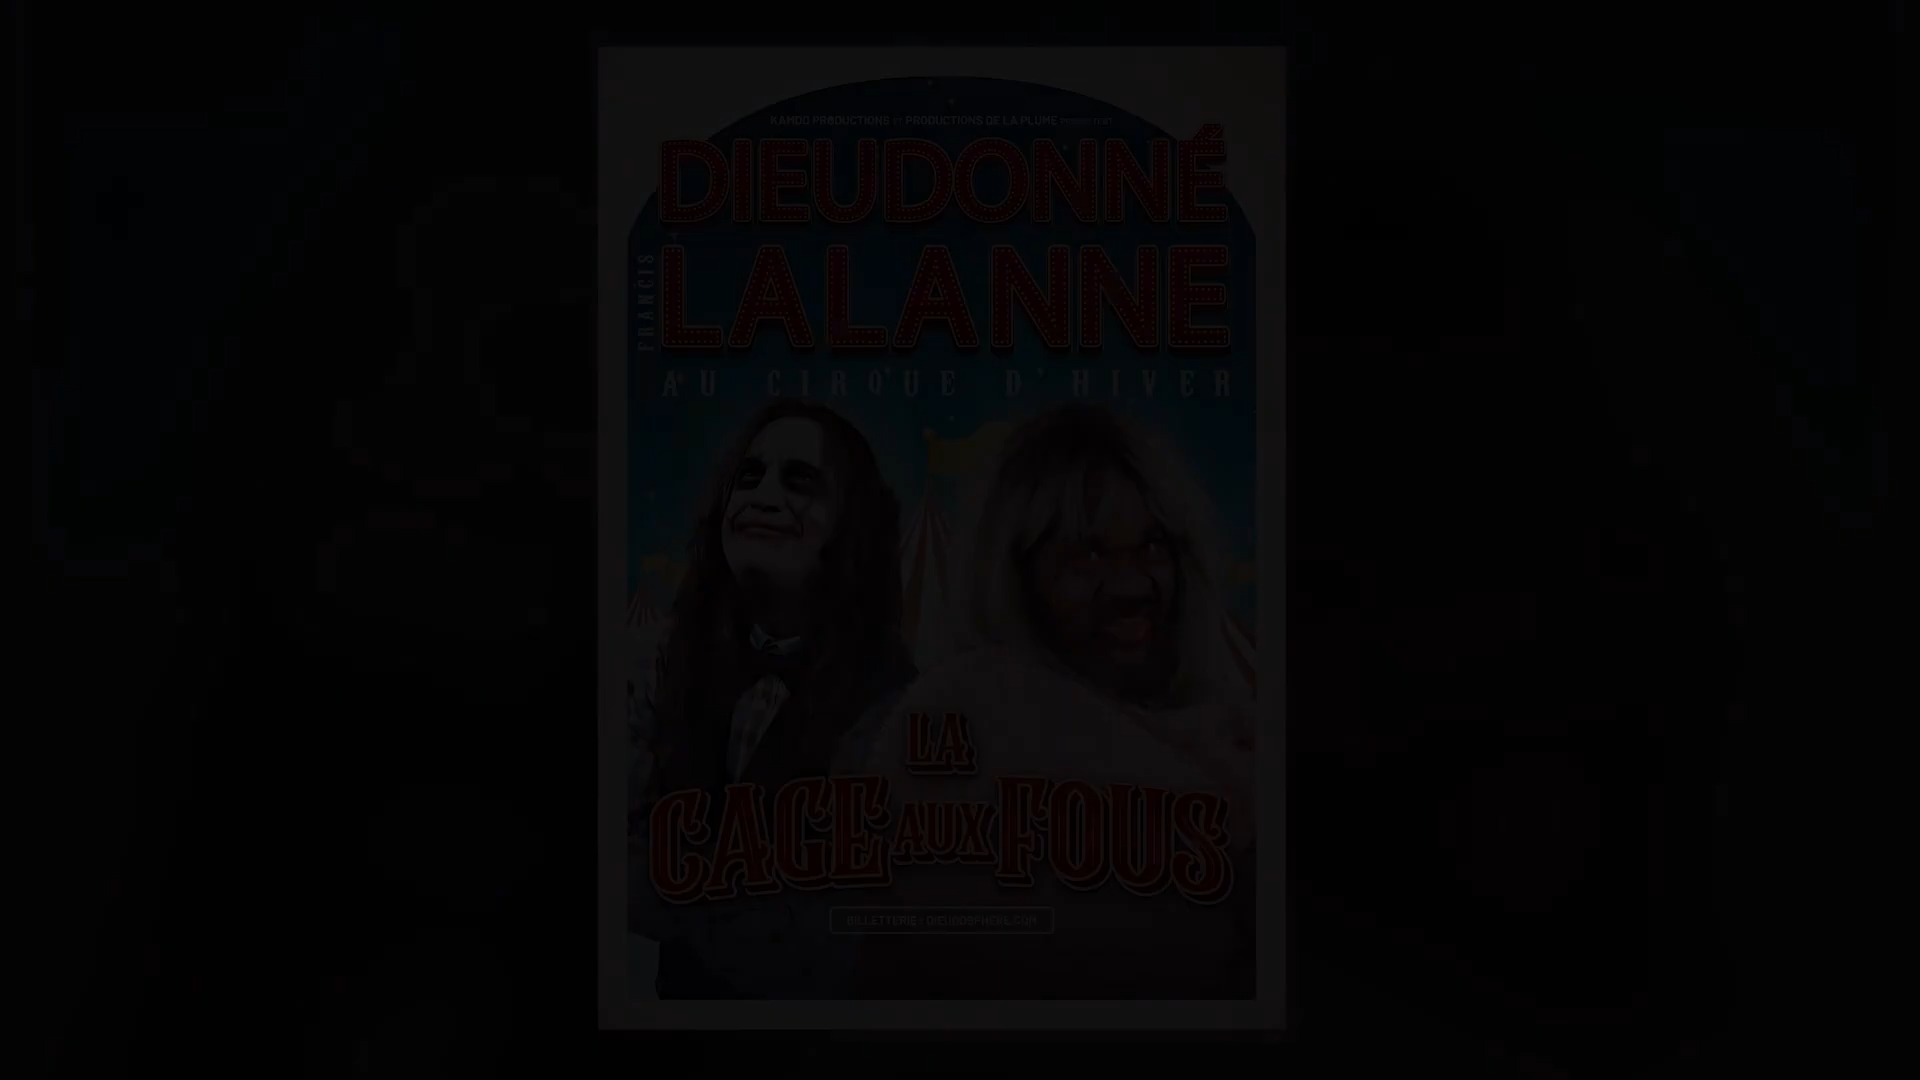 KAMDO PRODUCTIONS ET PRODUCTIONS DE LA PLUME
DIEUDONNÉ
FRANCIS
LALANNE
AU CIRQUE D'HIVER
LA
CAGE AUX FOUS
BILLETTERIE : DIEUDOSPHERE.COM